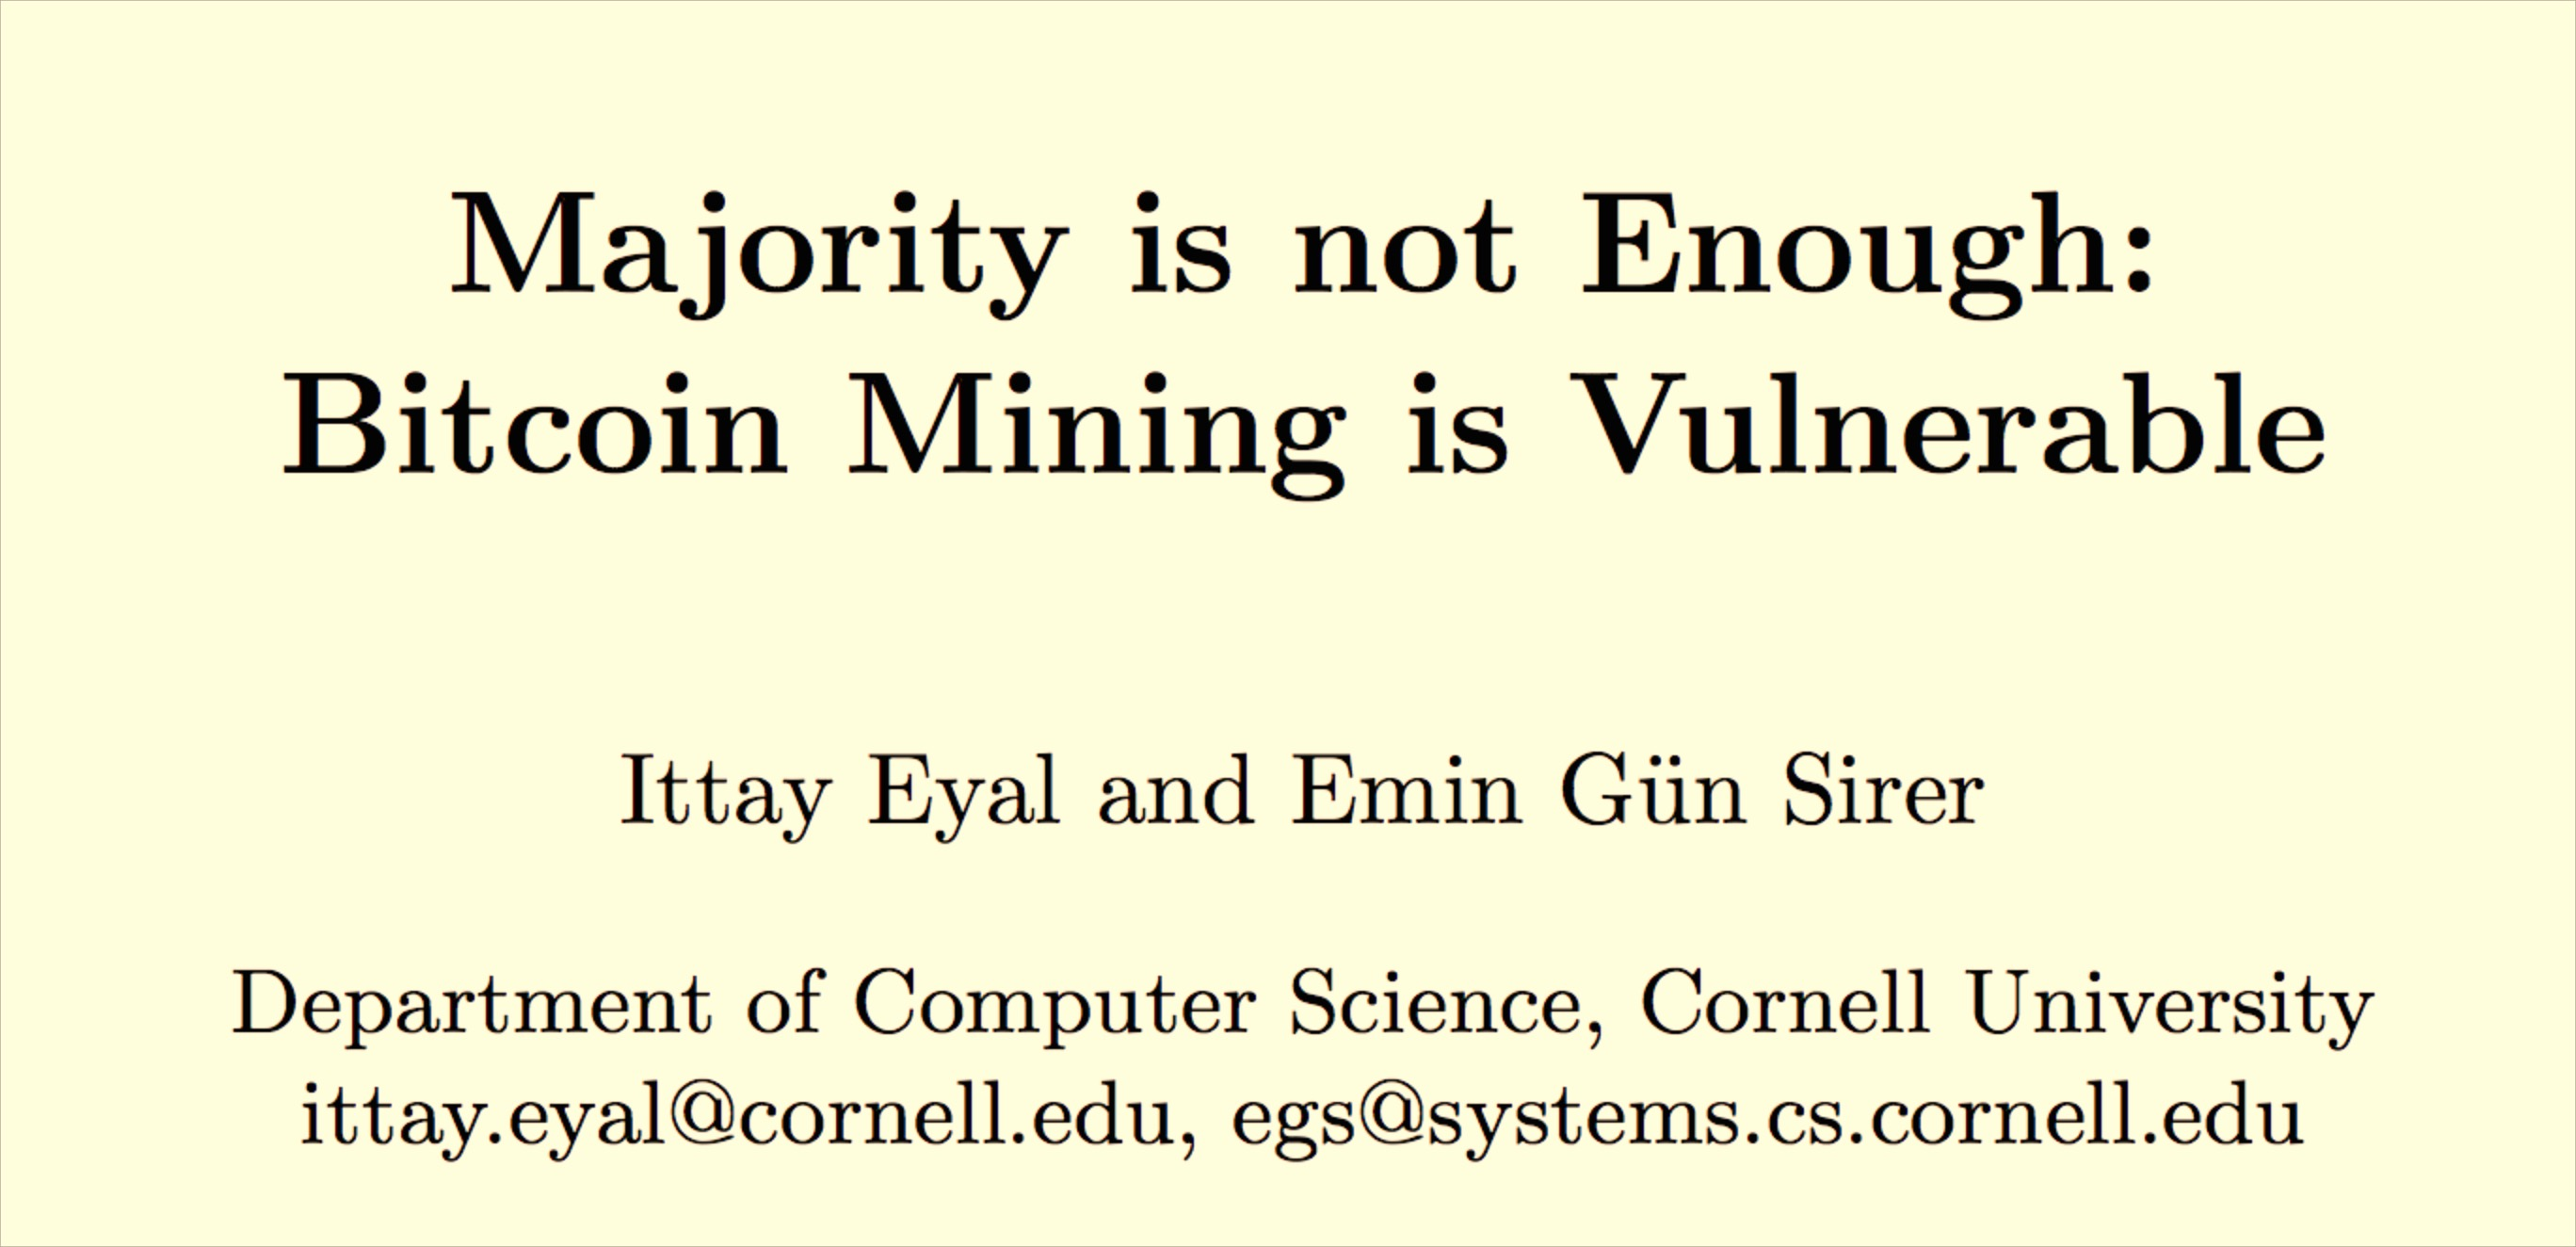 Majority is not Enough:
Bitcoin Mining is Vulnerable
Ittay Eyal and Emin Gün Sirer
Department of Computer Science, Cornell University
ittay.eyal@cornell.edu, egs@systems.cs.cornell.edu